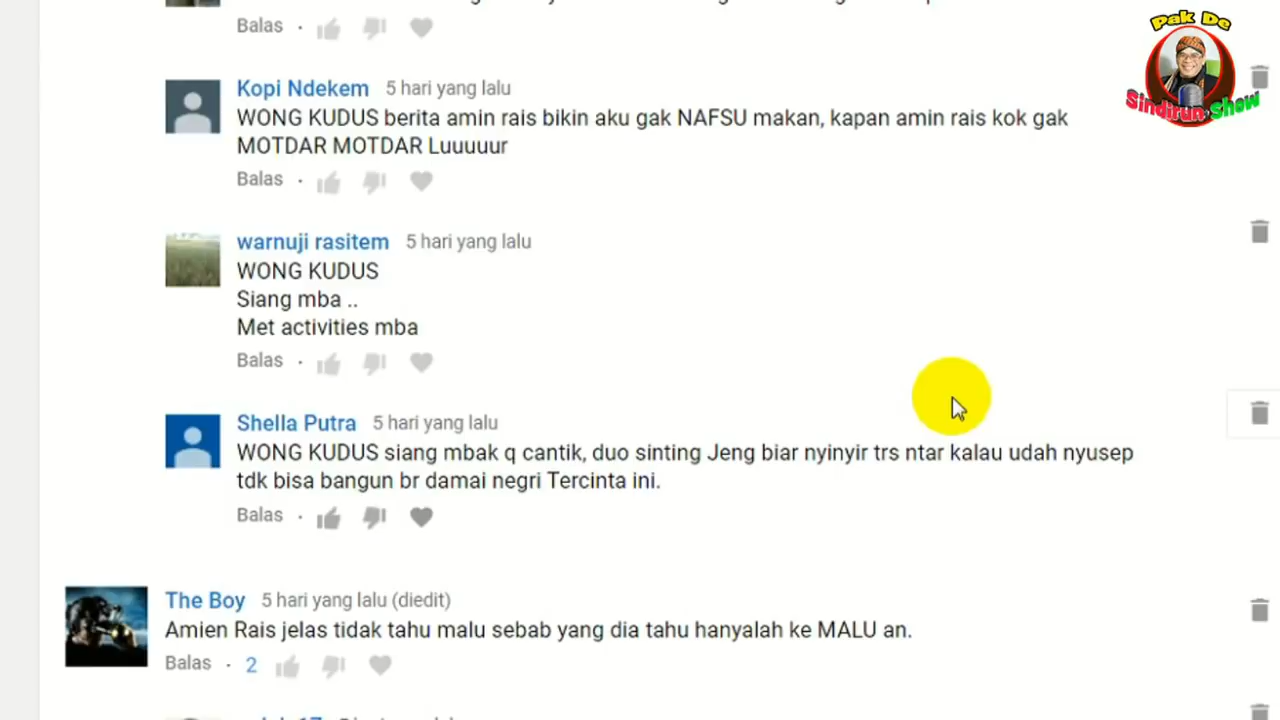 Pak De
Sindiran Show
Balas
Kopi Ndekem 5 hari yang lalu
WONG KUDUS berita amin rais bikin aku gak NAFSU makan, kapan amin rais kok gak
MOTDAR MOTDAR Luuuuur
Balas
warnuji rasitem 5 hari yang lalu
WONG KUDUS
Siang mba ..
Met activities mba
Balas
Shella Putra 5 hari yang lalu
WONG KUDUS siang mbak q cantik, duo sinting Jeng biar nyinyir trs ntar kalau udah nyusep
tdk bisa bangun br damai negri Tercinta ini.
Balas
The Boy 5 hari yang lalu (diedit)
Amien Rais jelas tidak tahu malu sebab yang dia tahu hanyalah ke MALU an.
Balas · 2